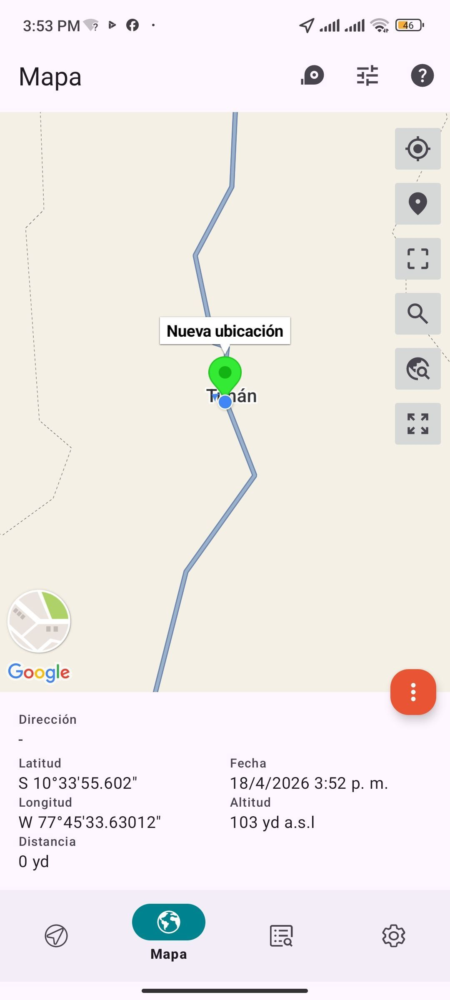 3:53 PM
46
Mapa
Nueva ubicación
Google
Dirección
-
Latitud
S 10°33'55.602"
Fecha
18/4/2026 3:52 p. m.
Longitud
W 77°45'33.63012"
Altitud
103 yd a.s.l
Distancia
0 yd
Mapa